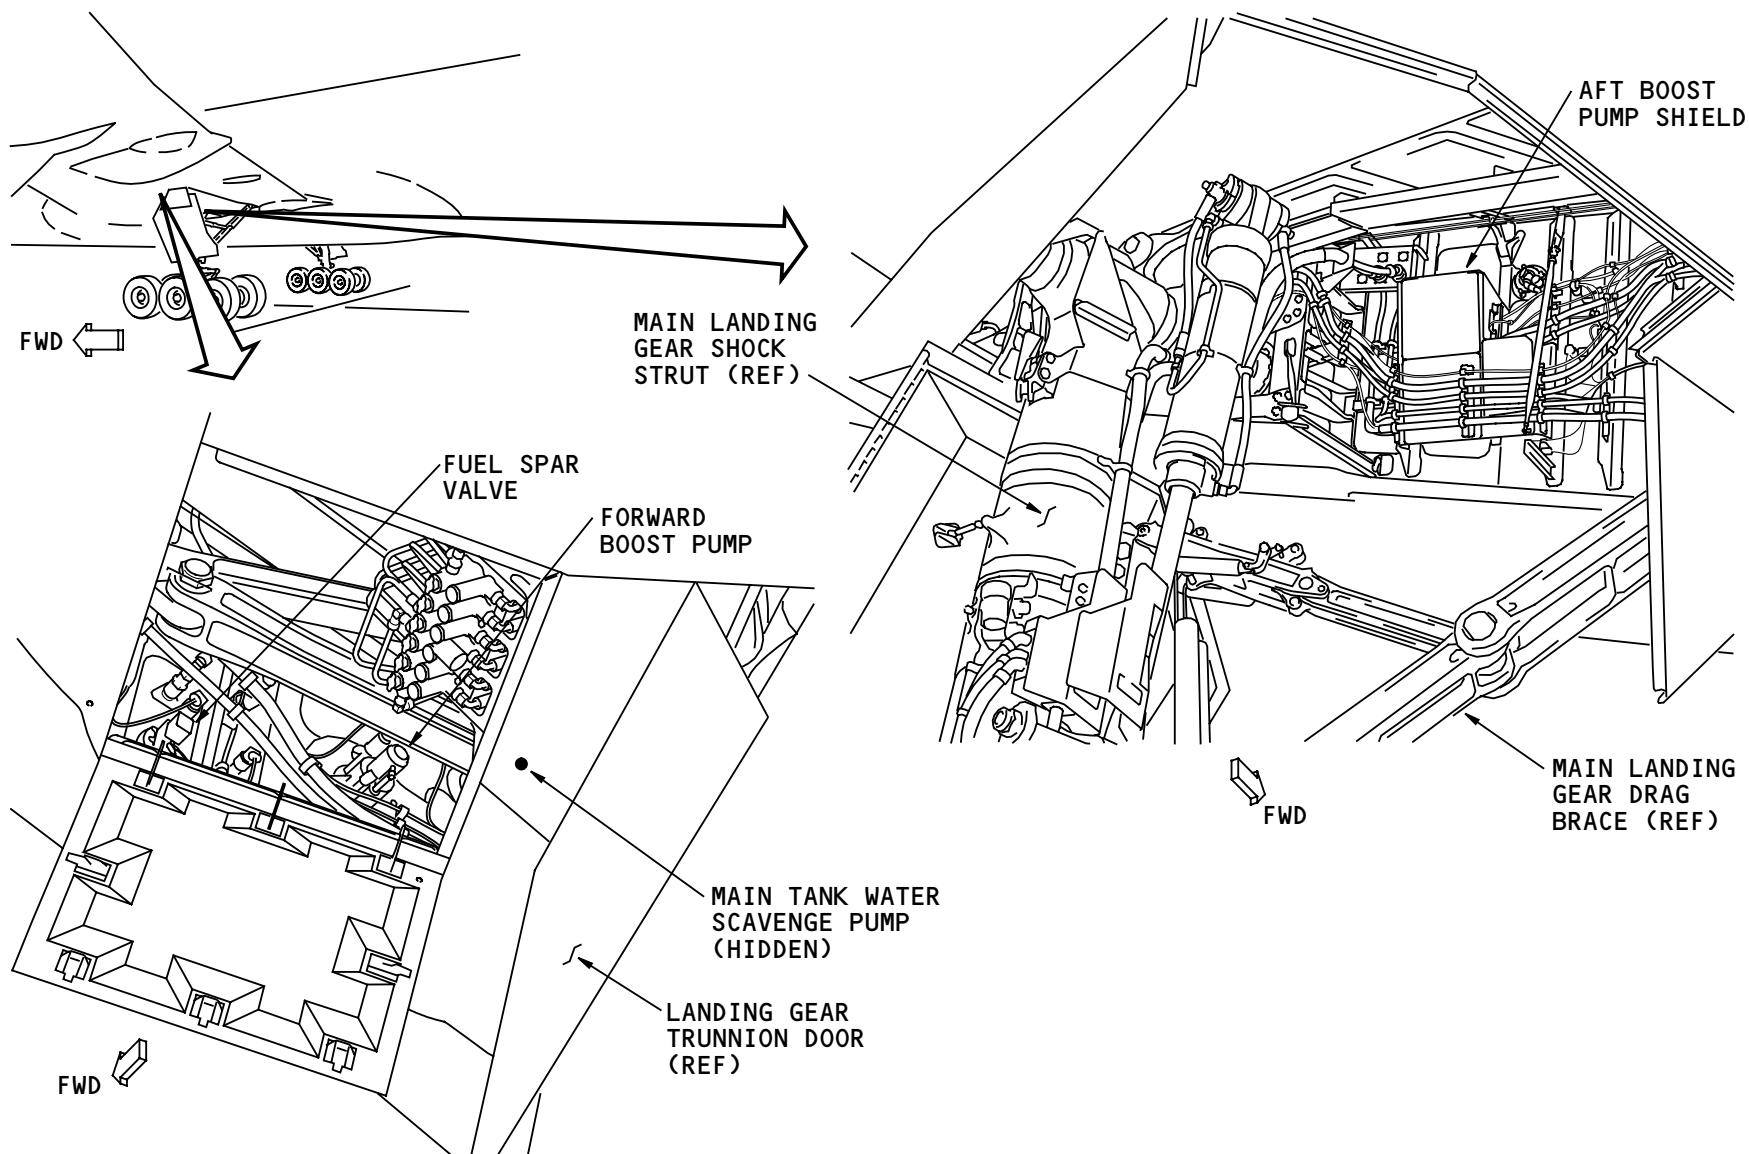 AFT BOOST
PUMP SHIELD
MAIN LANDING
GEAR SHOCK
STRUT (REF)
FWD
FUEL SPAR
VALVE
FORWARD
BOOST PUMP
MAIN LANDING
GEAR DRAG
BRACE (REF)
FWD
MAIN TANK WATER
SCAVENGE PUMP
(HIDDEN)
LANDING GEAR
TRUNNION DOOR
(REF)
FWD